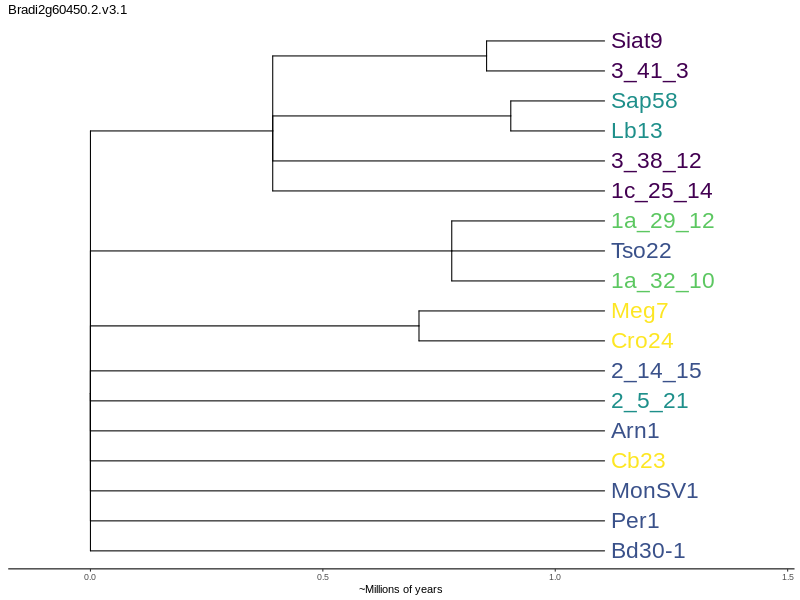 Bradi2g60450.2.v3.1
Siat9
3_41_3
Sap58
Lb13
3_38_12
1c_25_14
1a_29_12
Tso22
1a_32_10
Meg7
Cro24
2_14_15
2_5_21
Arn1
Cb23
MonSV1
Per1
Bd30-1
0.0 0.5 1.0 1.5
~Millions of years